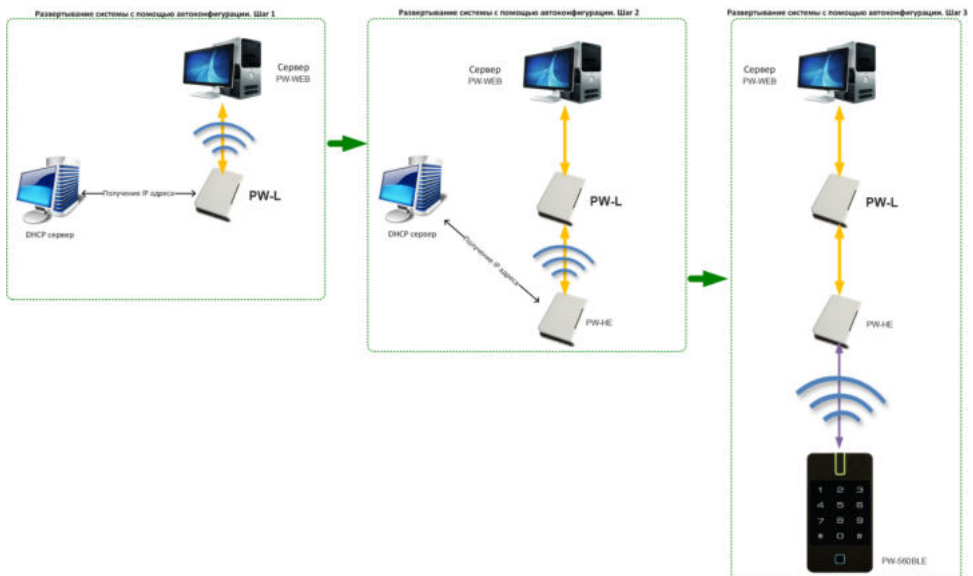 Развертывание системы с помощью автоконфигурации. Шаг 1
Сервер
PW-WEB
Получение IP адреса
PW-L
DHCP сервер
Развертывание системы с помощью автоконфигурации. Шаг 2
Сервер
PW-WEB
PW-L
DHCP сервер
Получение IP адреса
PW-HE
Развертывание системы с помощью автоконфигурации. Шаг 3
Сервер
PW-WEB
PW-L
PW-HE
1 2 3
4 5 6
7 8 9
* 0 #
PW-560BLE